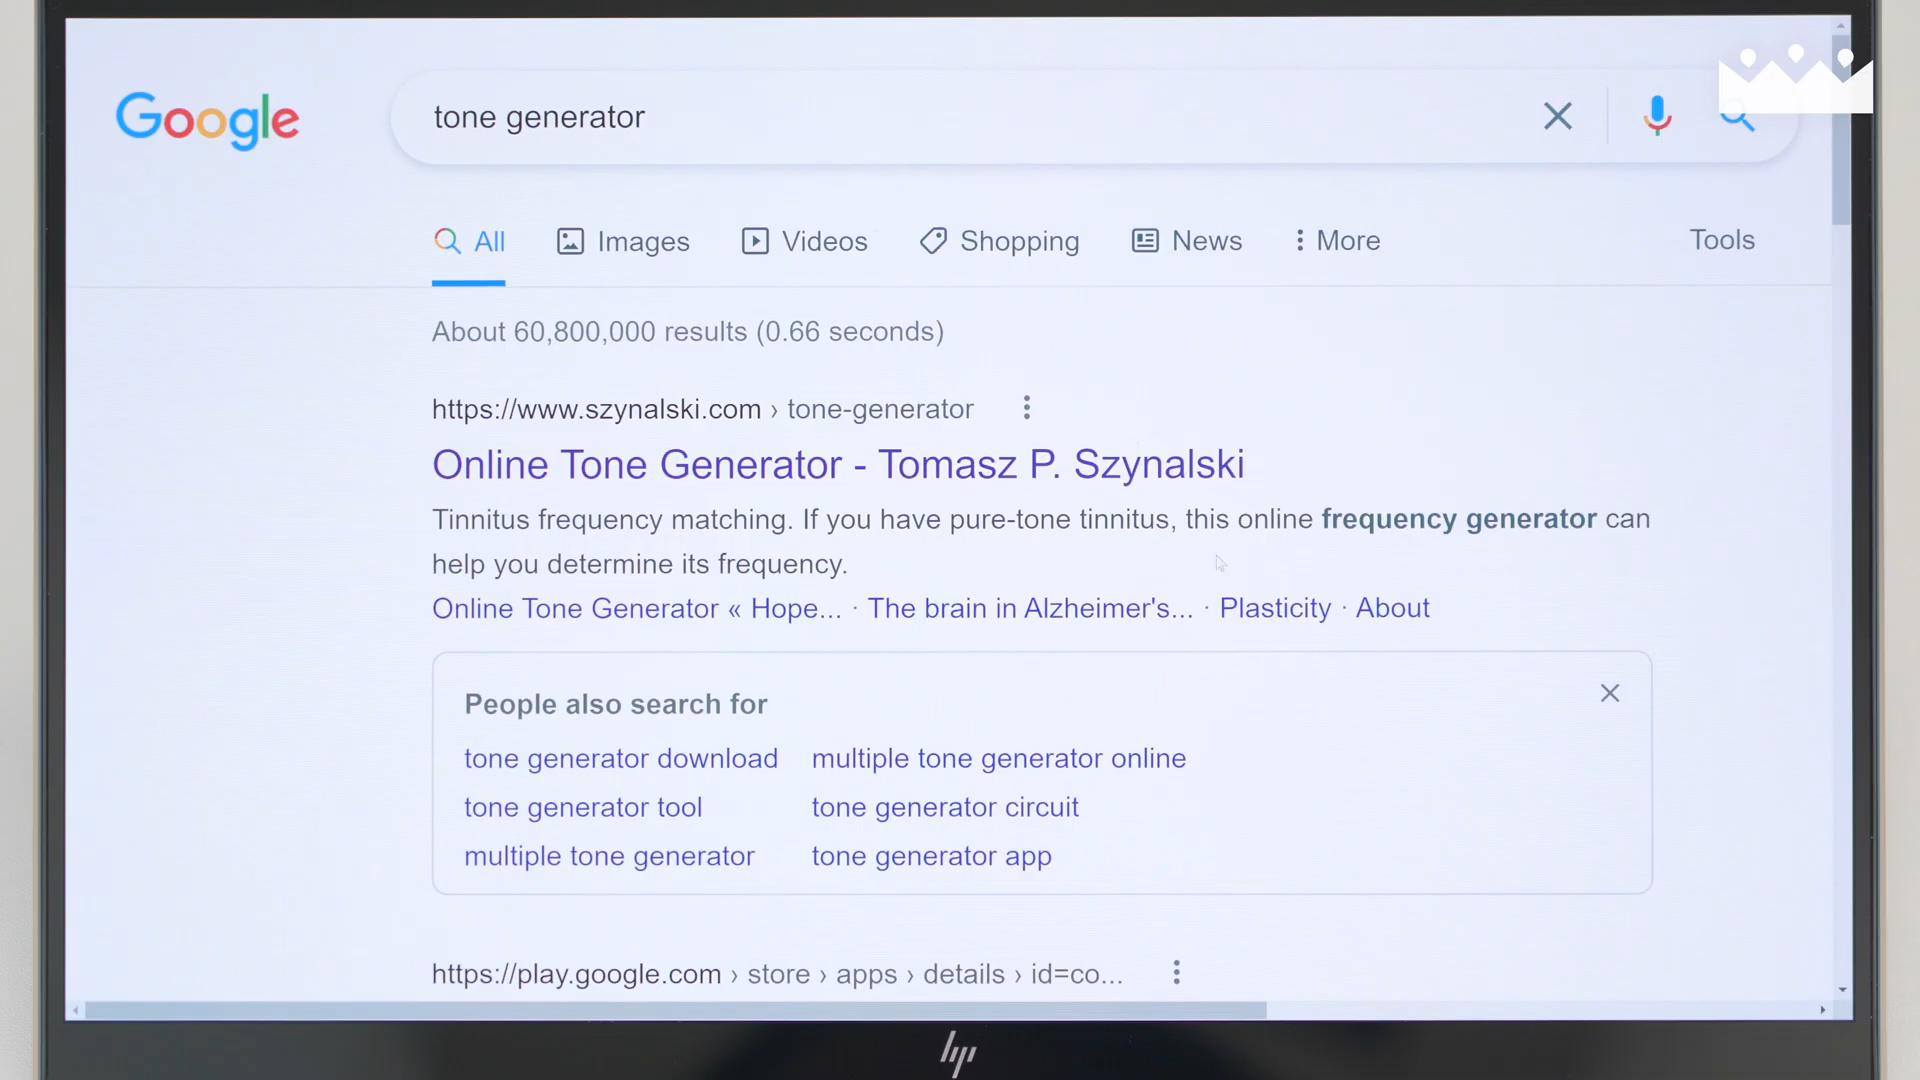 Google
tone generator
All Images Videos Shopping News More Tools
About 60,800,000 results (0.66 seconds)
https://www.szynalski.com › tone-generator
Online Tone Generator - Tomasz P. Szynalski
Tinnitus frequency matching. If you have pure-tone tinnitus, this online frequency generator can
help you determine its frequency.
Online Tone Generator « Hope... · The brain in Alzheimer's... · Plasticity · About
People also search for
tone generator download multiple tone generator online
tone generator tool tone generator circuit
multiple tone generator tone generator app
https://play.google.com › store › apps › details › id=co...
hp